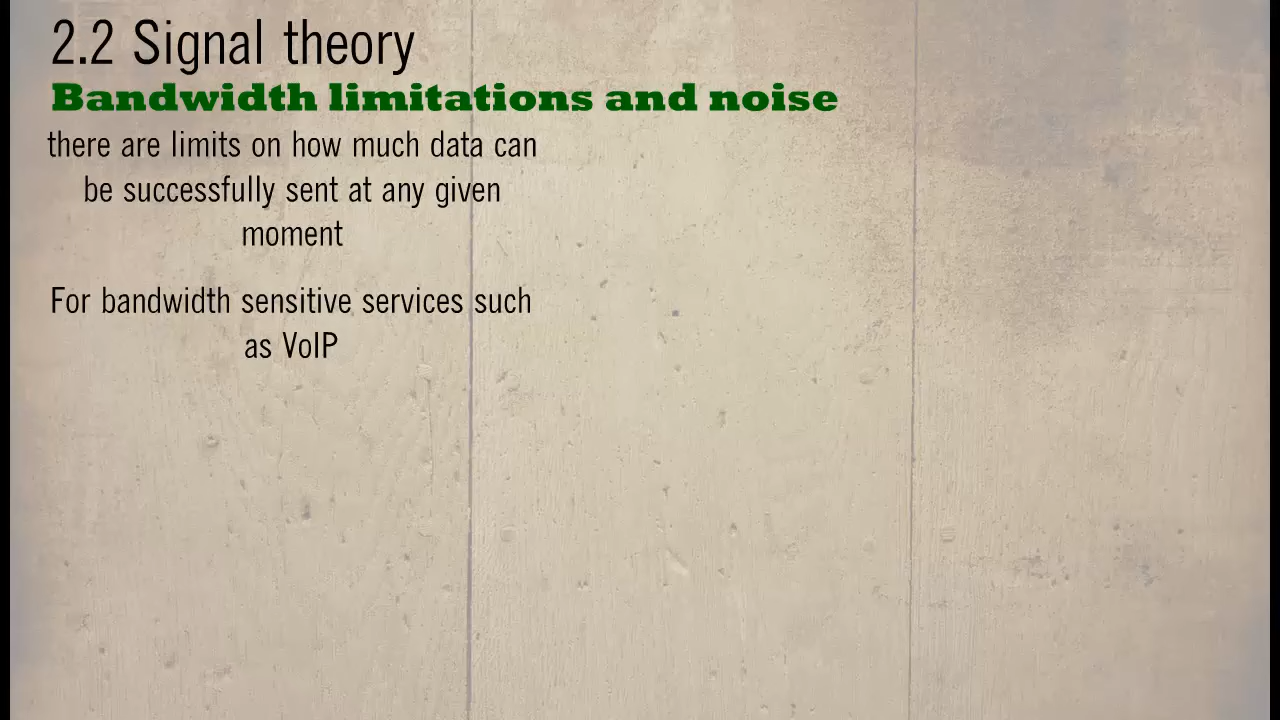 2.2 Signal theory
Bandwidth limitations and noise
there are limits on how much data can
be successfully sent at any given
moment
For bandwidth sensitive services such
as VoIP